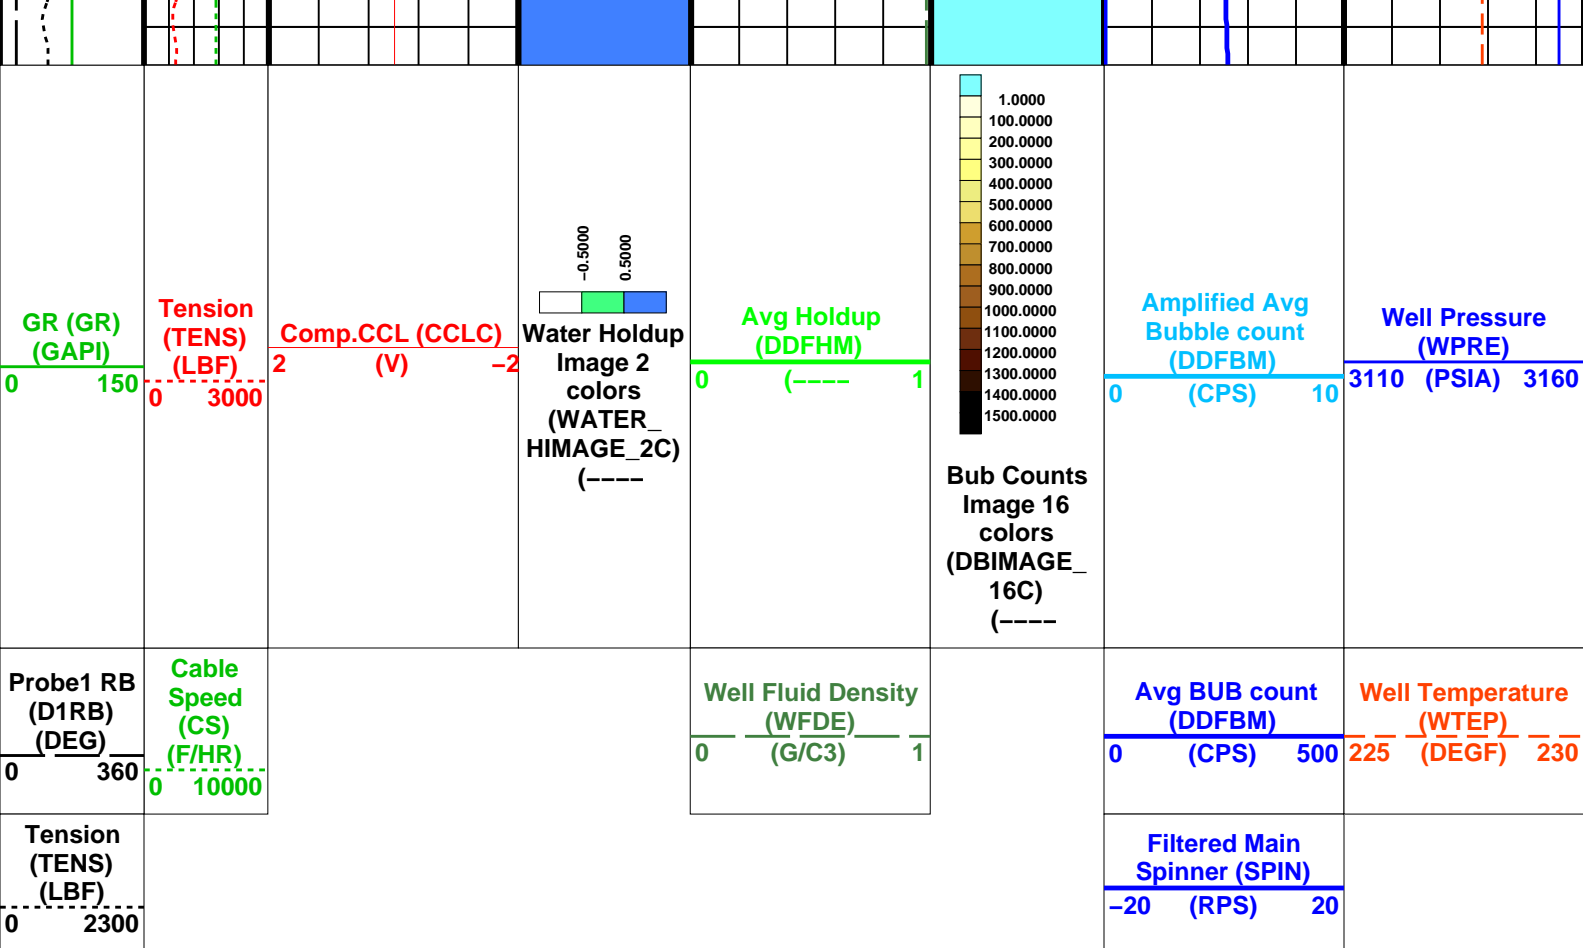 GR (GR)
(GAPI)
0 150
Tension
(TENS)
(LBF)
0 3000
Comp.CCL (CCLC)
2 (V) −2
−0.5000
0.5000
Water Holdup
Image 2
colors
(WATER_
HIMAGE_2C)
(−−−−
Avg Holdup
(DDFHM)
0 (−−−− 1
1.0000
100.0000
200.0000
300.0000
400.0000
500.0000
600.0000
700.0000
800.0000
900.0000
1000.0000
1100.0000
1200.0000
1300.0000
1400.0000
1500.0000
Bub Counts
Image 16
colors
(DBIMAGE_
16C)
(−−−−
Amplified Avg
Bubble count
(DDFBM)
0 (CPS) 10
Well Pressure
(WPRE)
3110 (PSIA) 3160
Probe1 RB
(D1RB)
(DEG)
0 360
Cable
Speed
(CS)
(F/HR)
0 10000
Well Fluid Density
(WFDE)
0 (G/C3) 1
Avg BUB count
(DDFBM)
0 (CPS) 500
Well Temperature
(WTEP)
225 (DEGF) 230
Tension
(TENS)
(LBF)
0 2300
Filtered Main
Spinner (SPIN)
−20 (RPS) 20